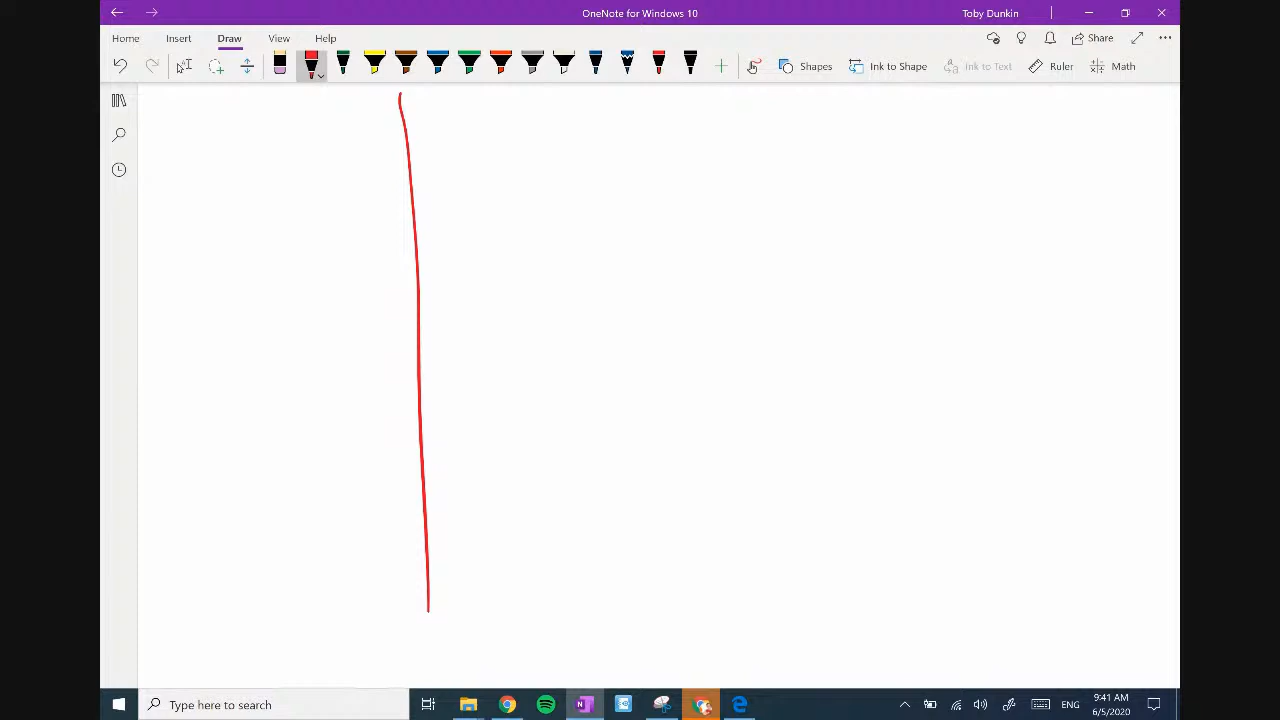 OneNote for Windows 10
Toby Dunkin
Home Insert Draw View Help
Share
Shapes Ink to Shape Ink to Text Ruler Math
Type here to search
ENG
9:41 AM
6/5/2020